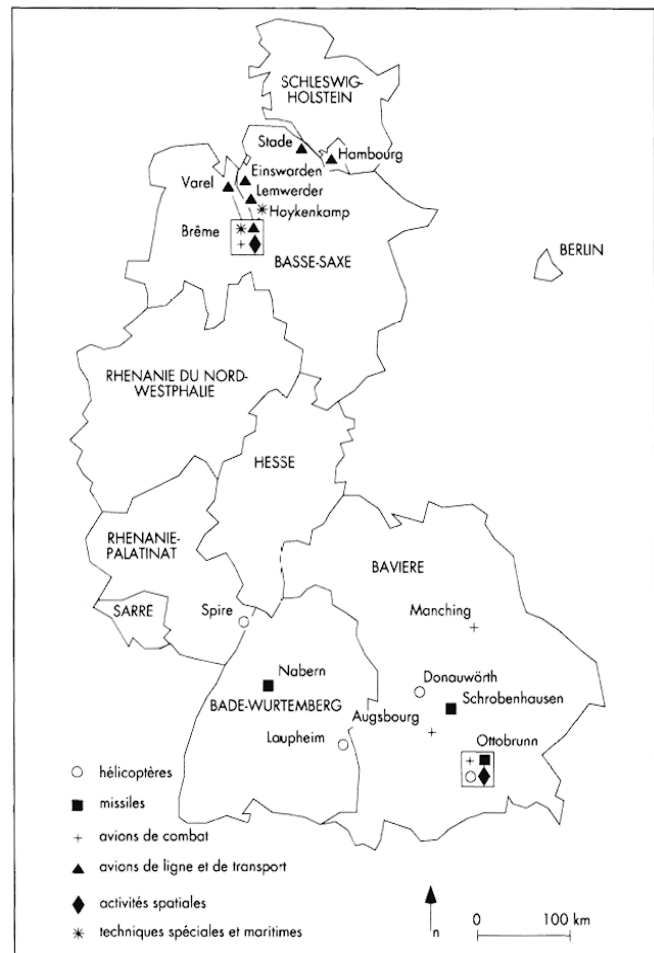 SCHLESWIG-
HOLSTEIN
Stade
Hambourg
Einswarden
Varel
Lemwerder
Hoykenkamp
Brême
BASSE-SAXE
BERLIN
RHENANIE DU NORD-
WESTPHALIE
HESSE
RHENANIE-
PALATINAT
BAVIERE
SARRE
Spire
Manching
Nabern
Donauwörth
Schrobenhausen
BADE-WURTEMBERG
Augsbourg
Laupheim
Ottobrunn
hélicoptères
missiles
avions de combat
avions de ligne et de transport
activités spatiales
techniques spéciales et maritimes
n
0 100 km